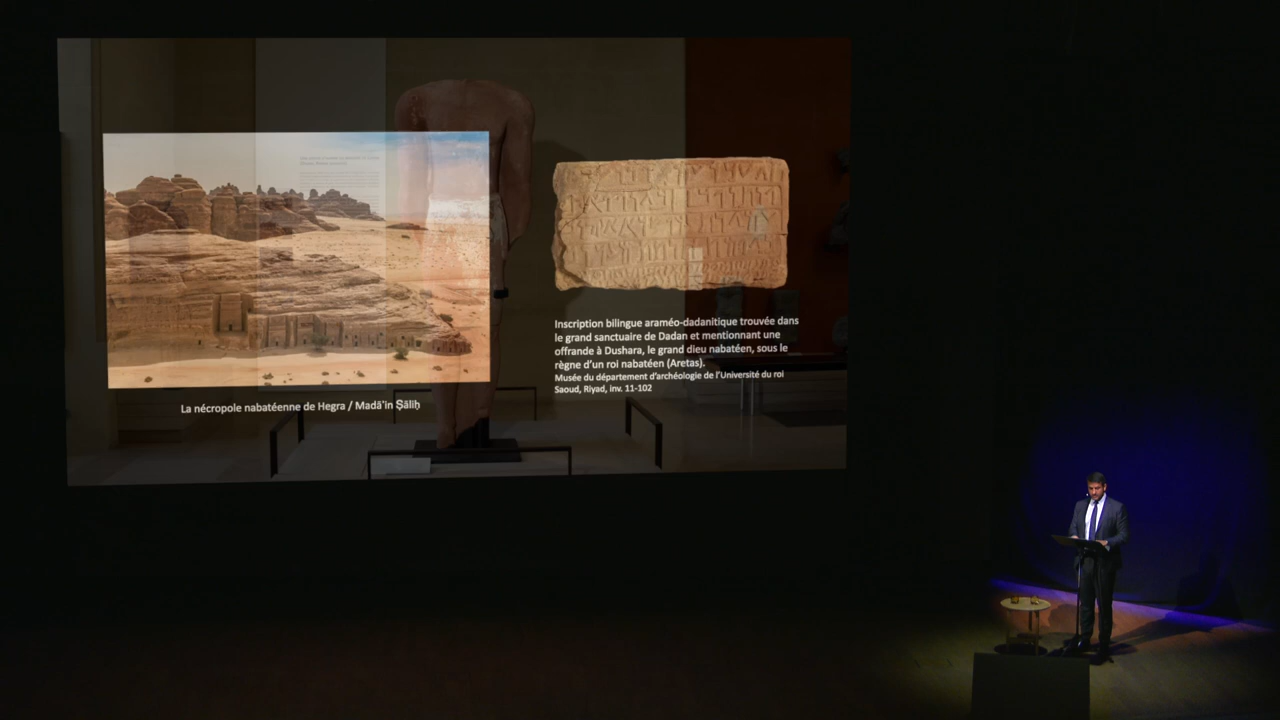 La nécropole nabatéenne de Hegra / Madāʾin Ṣāliḥ
Inscription bilingue araméo-dadanitique trouvée dans
le grand sanctuaire de Dadan et mentionnant une
offrande à Dushara, le grand dieu nabatéen, sous le
règne d'un roi nabatéen (Aretas).
Musée du département d'archéologie de l'Université du roi
Saoud, Riyad, inv. 11-102